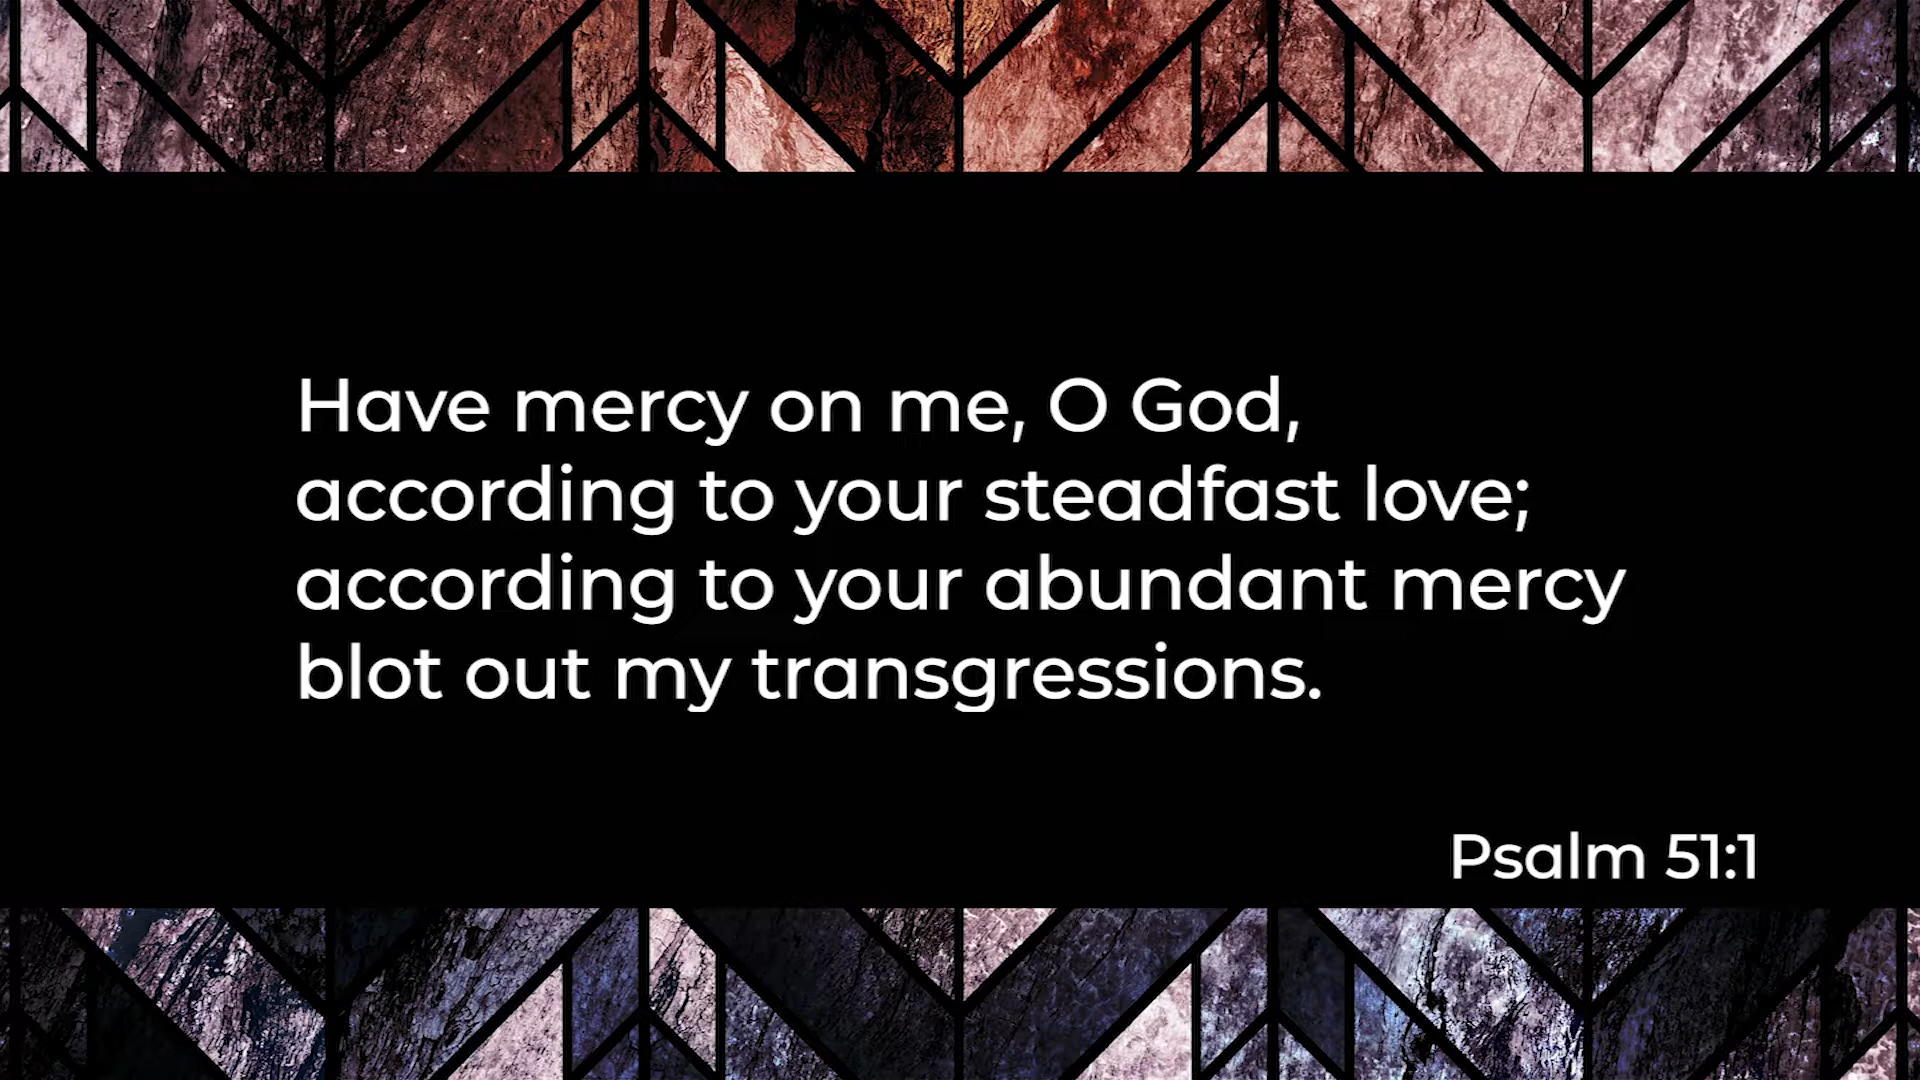 Have mercy on me, O God,
according to your steadfast love;
according to your abundant mercy
blot out my transgressions.
Psalm 51:1